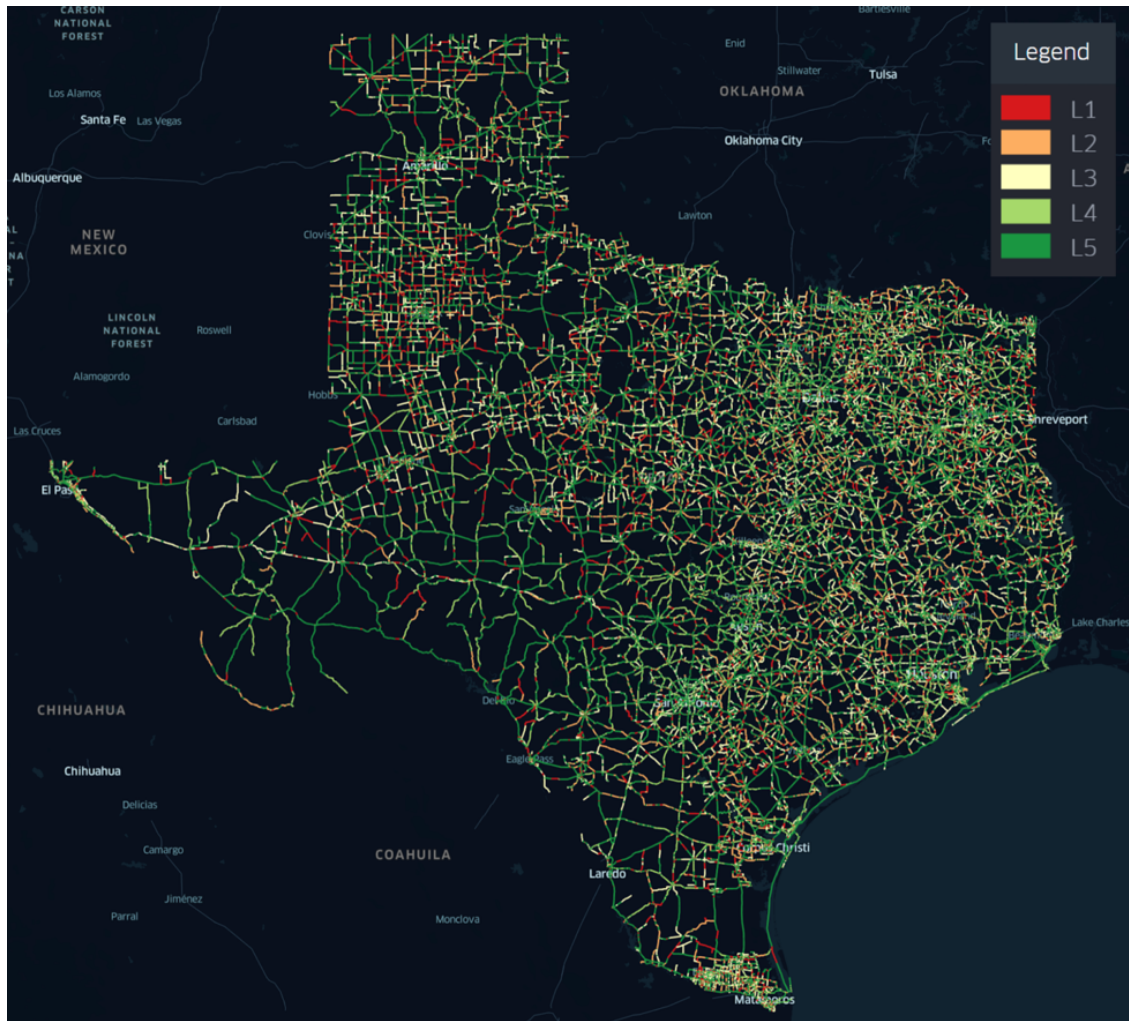 CARSON
NATIONAL
FOREST
Bartlesville
Enid
Stillwater
Tulsa
OKLAHOMA
Los Alamos
Santa Fe
Las Vegas
Oklahoma City
Albuquerque
Lawton
NEW
MEXICO
Clovis
LINCOLN
NATIONAL
FOREST
Roswell
Alamogordo
Hobbs
Carlsbad
Las Cruces
Shreveport
El Paso
Lake Charles
Houston
San Antonio
Del Rio
Eagle Pass
CHIHUAHUA
Chihuahua
Delicias
Camargo
COAHUILA
Corpus Christi
Laredo
Jiménez
Parral
Monclova
Matamoros
Legend
L1
L2
L3
L4
L5